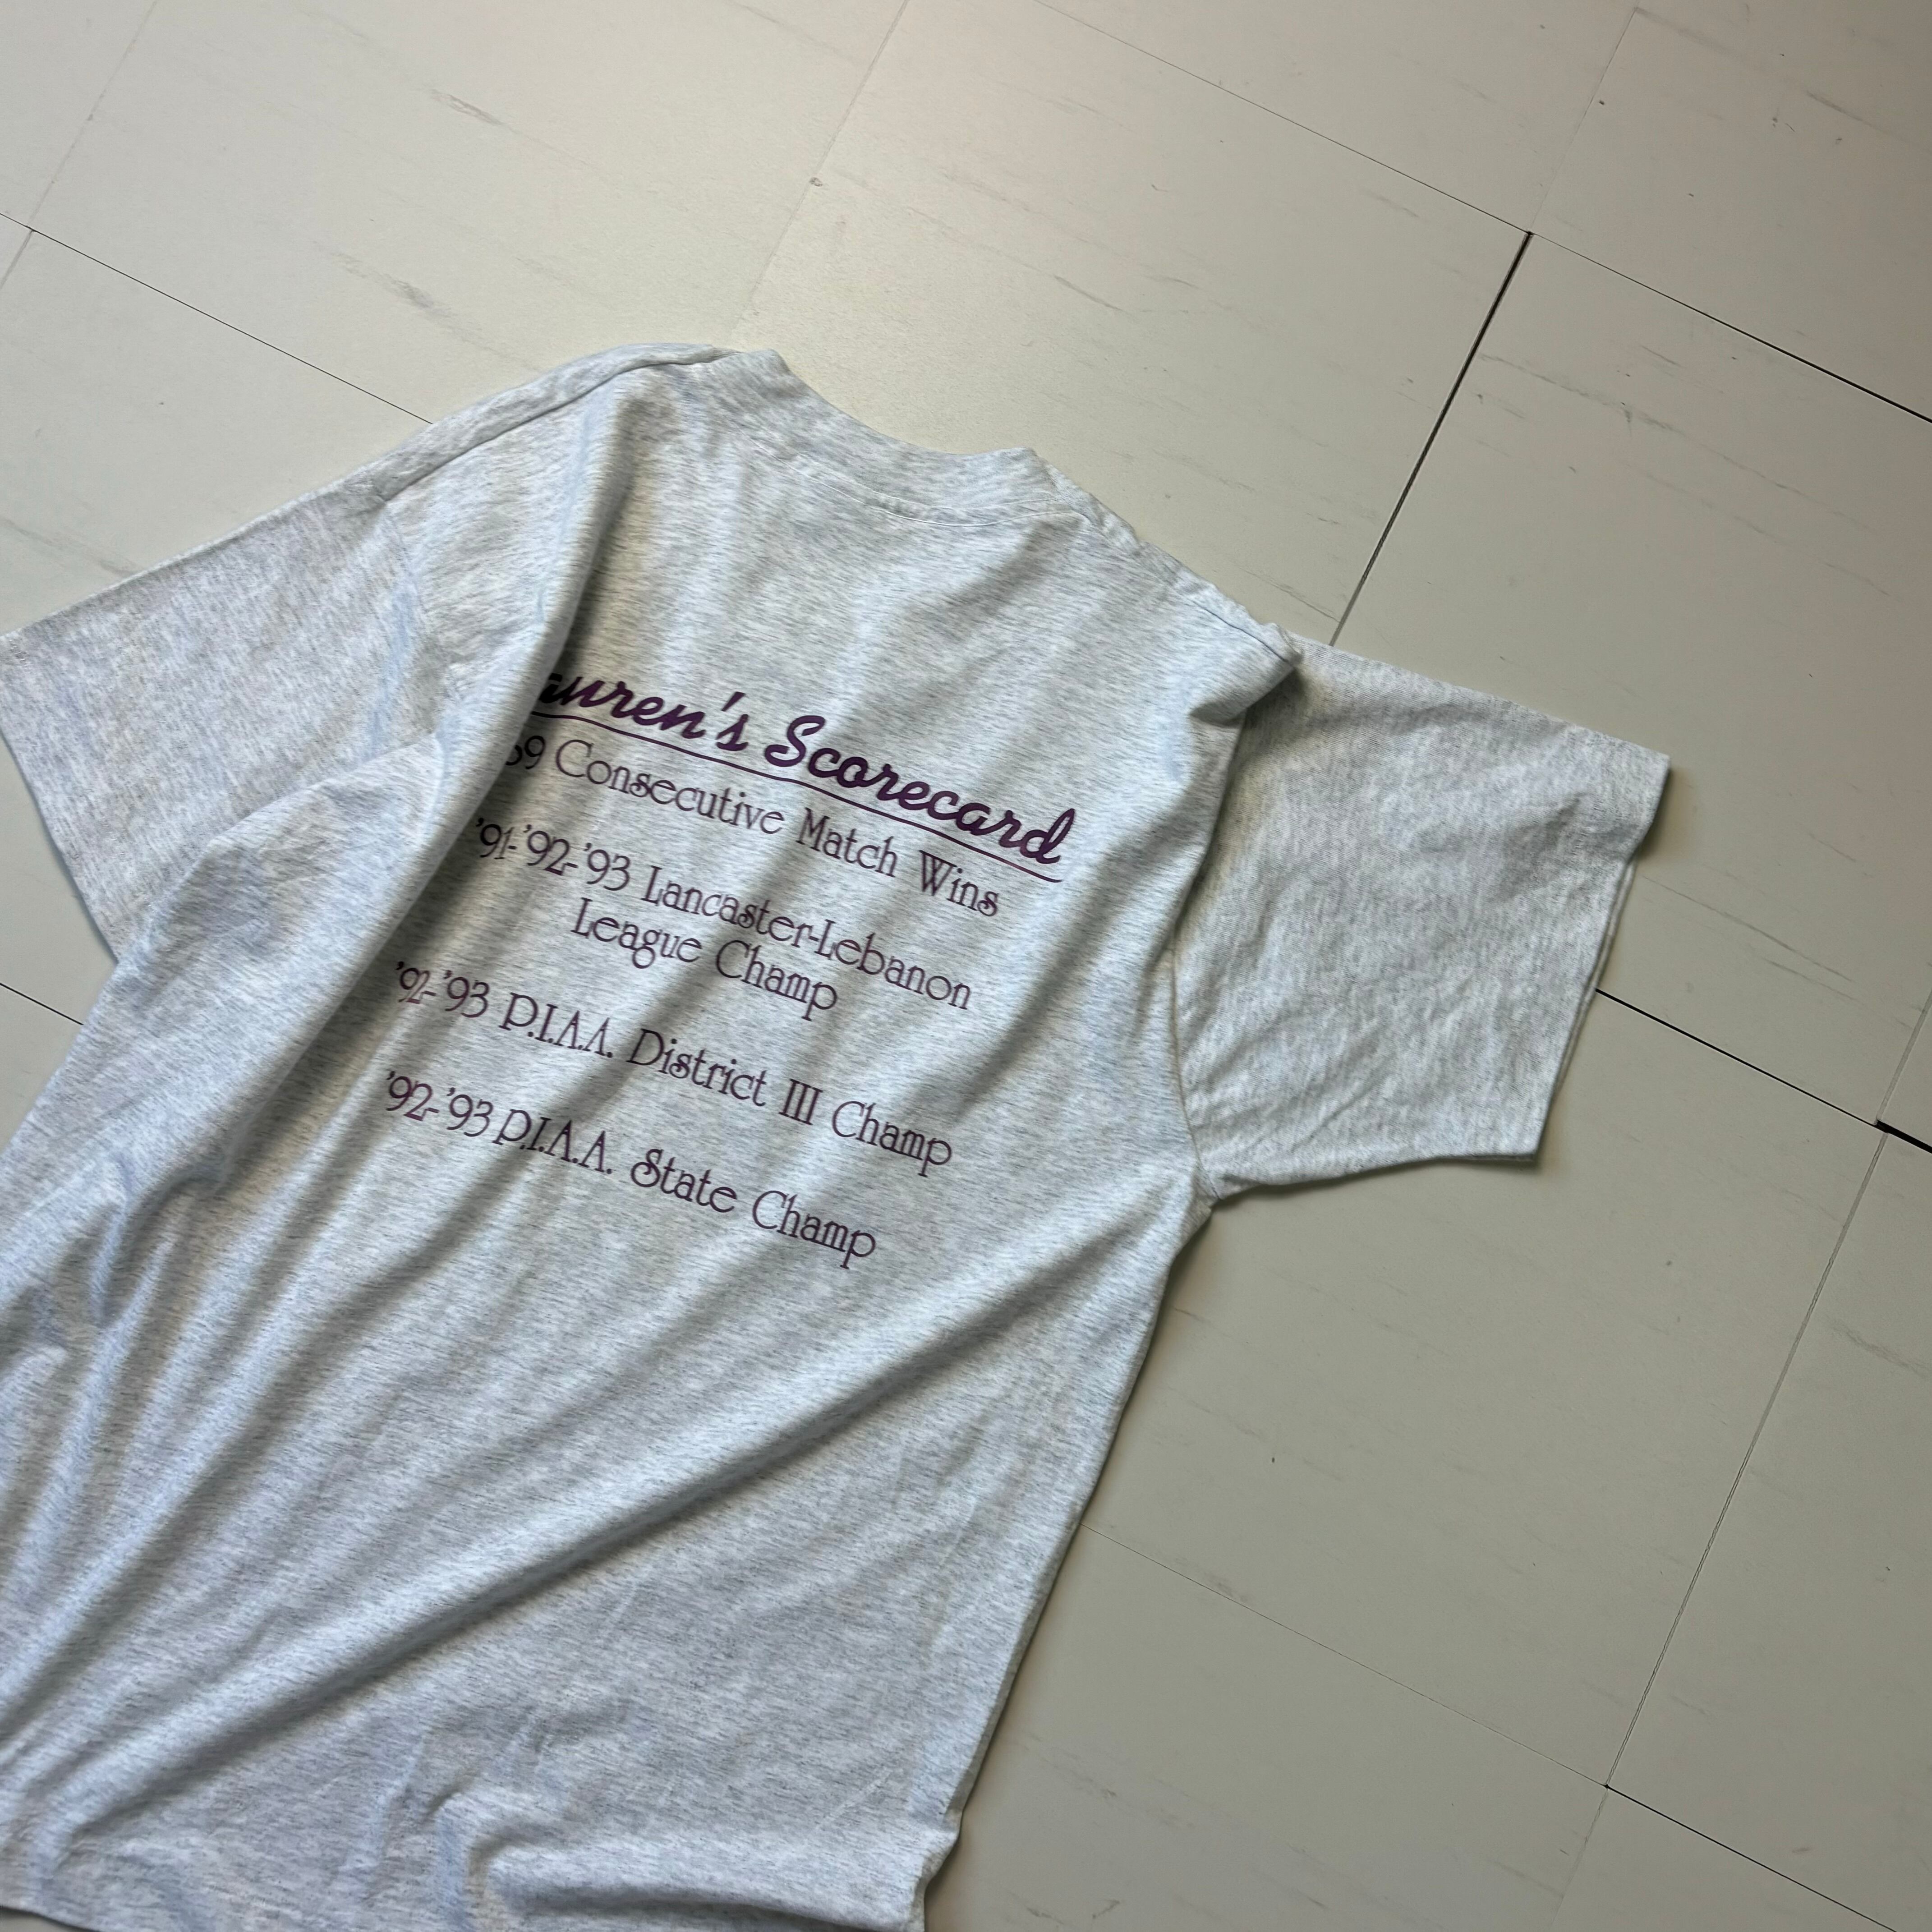 Scorecard
Consecutive Match Wins
'91-'92-'93 Lancaster-Lebanon
League Champ
'92-'93 P.I.A.A. District III Champ
'92-'93 P.I.A.A. State Champ